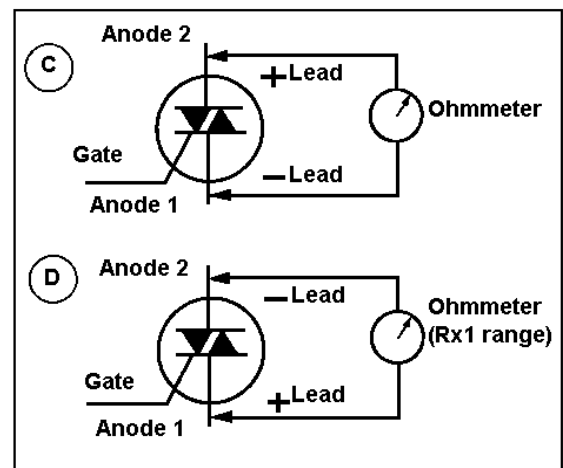 C
Anode 2
+Lead
Ohmmeter
Gate
−Lead
Anode 1
D
Anode 2
−Lead
Ohmmeter
(Rx1 range)
Gate
+Lead
Anode 1